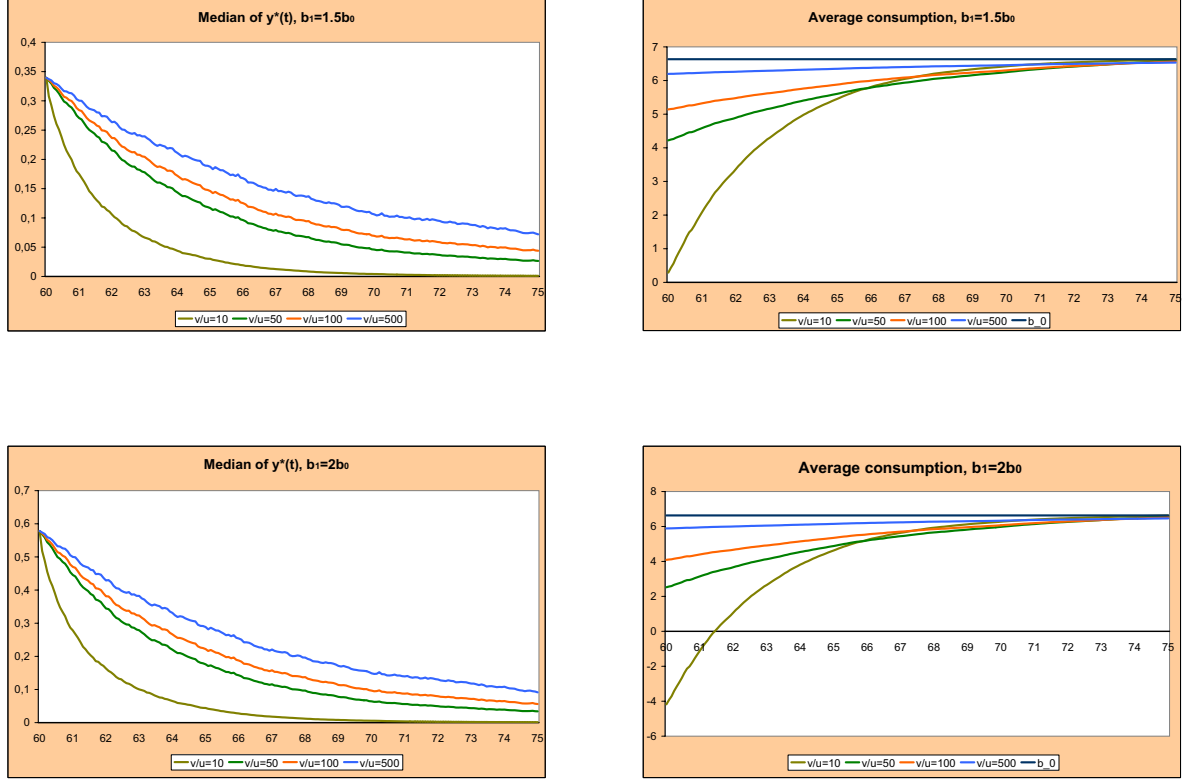 Median of y*(t), b₁=1.5b₀
0,4
0,35
0,3
0,25
0,2
0,15
0,1
0,05
0
60 61 62 63 64 65 66 67 68 69 70 71 72 73 74 75
v/u=10 v/u=50 v/u=100 v/u=500
Average consumption, b₁=1.5b₀
7
6
5
4
3
2
1
0
60 61 62 63 64 65 66 67 68 69 70 71 72 73 74 75
v/u=10 v/u=50 v/u=100 v/u=500 b_0
Median of y*(t), b₁=2b₀
0,7
0,6
0,5
0,4
0,3
0,2
0,1
0
60 61 62 63 64 65 66 67 68 69 70 71 72 73 74 75
v/u=10 v/u=50 v/u=100 v/u=500
Average consumption, b₁=2b₀
8
6
4
2
0
-2
-4
-6
60 61 62 63 64 65 66 67 68 69 70 71 72 73 74 75
v/u=10 v/u=50 v/u=100 v/u=500 b_0